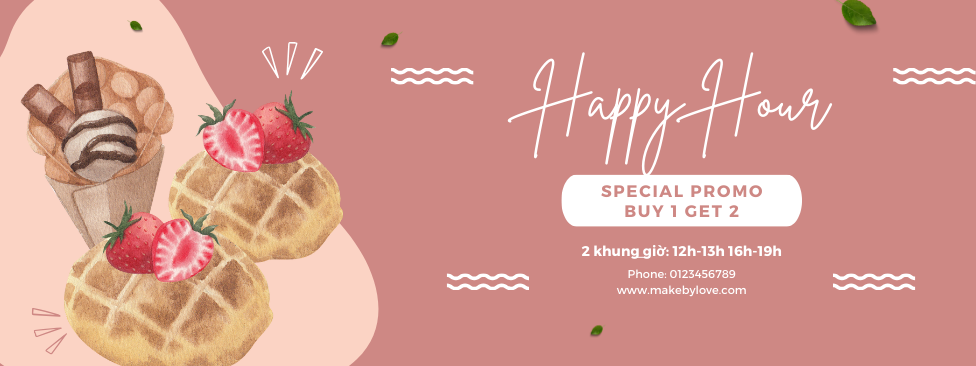 Happy Hour
SPECIAL PROMO
BUY 1 GET 2
2 khung giờ: 12h-13h 16h-19h
Phone: 0123456789
www.makebylove.com